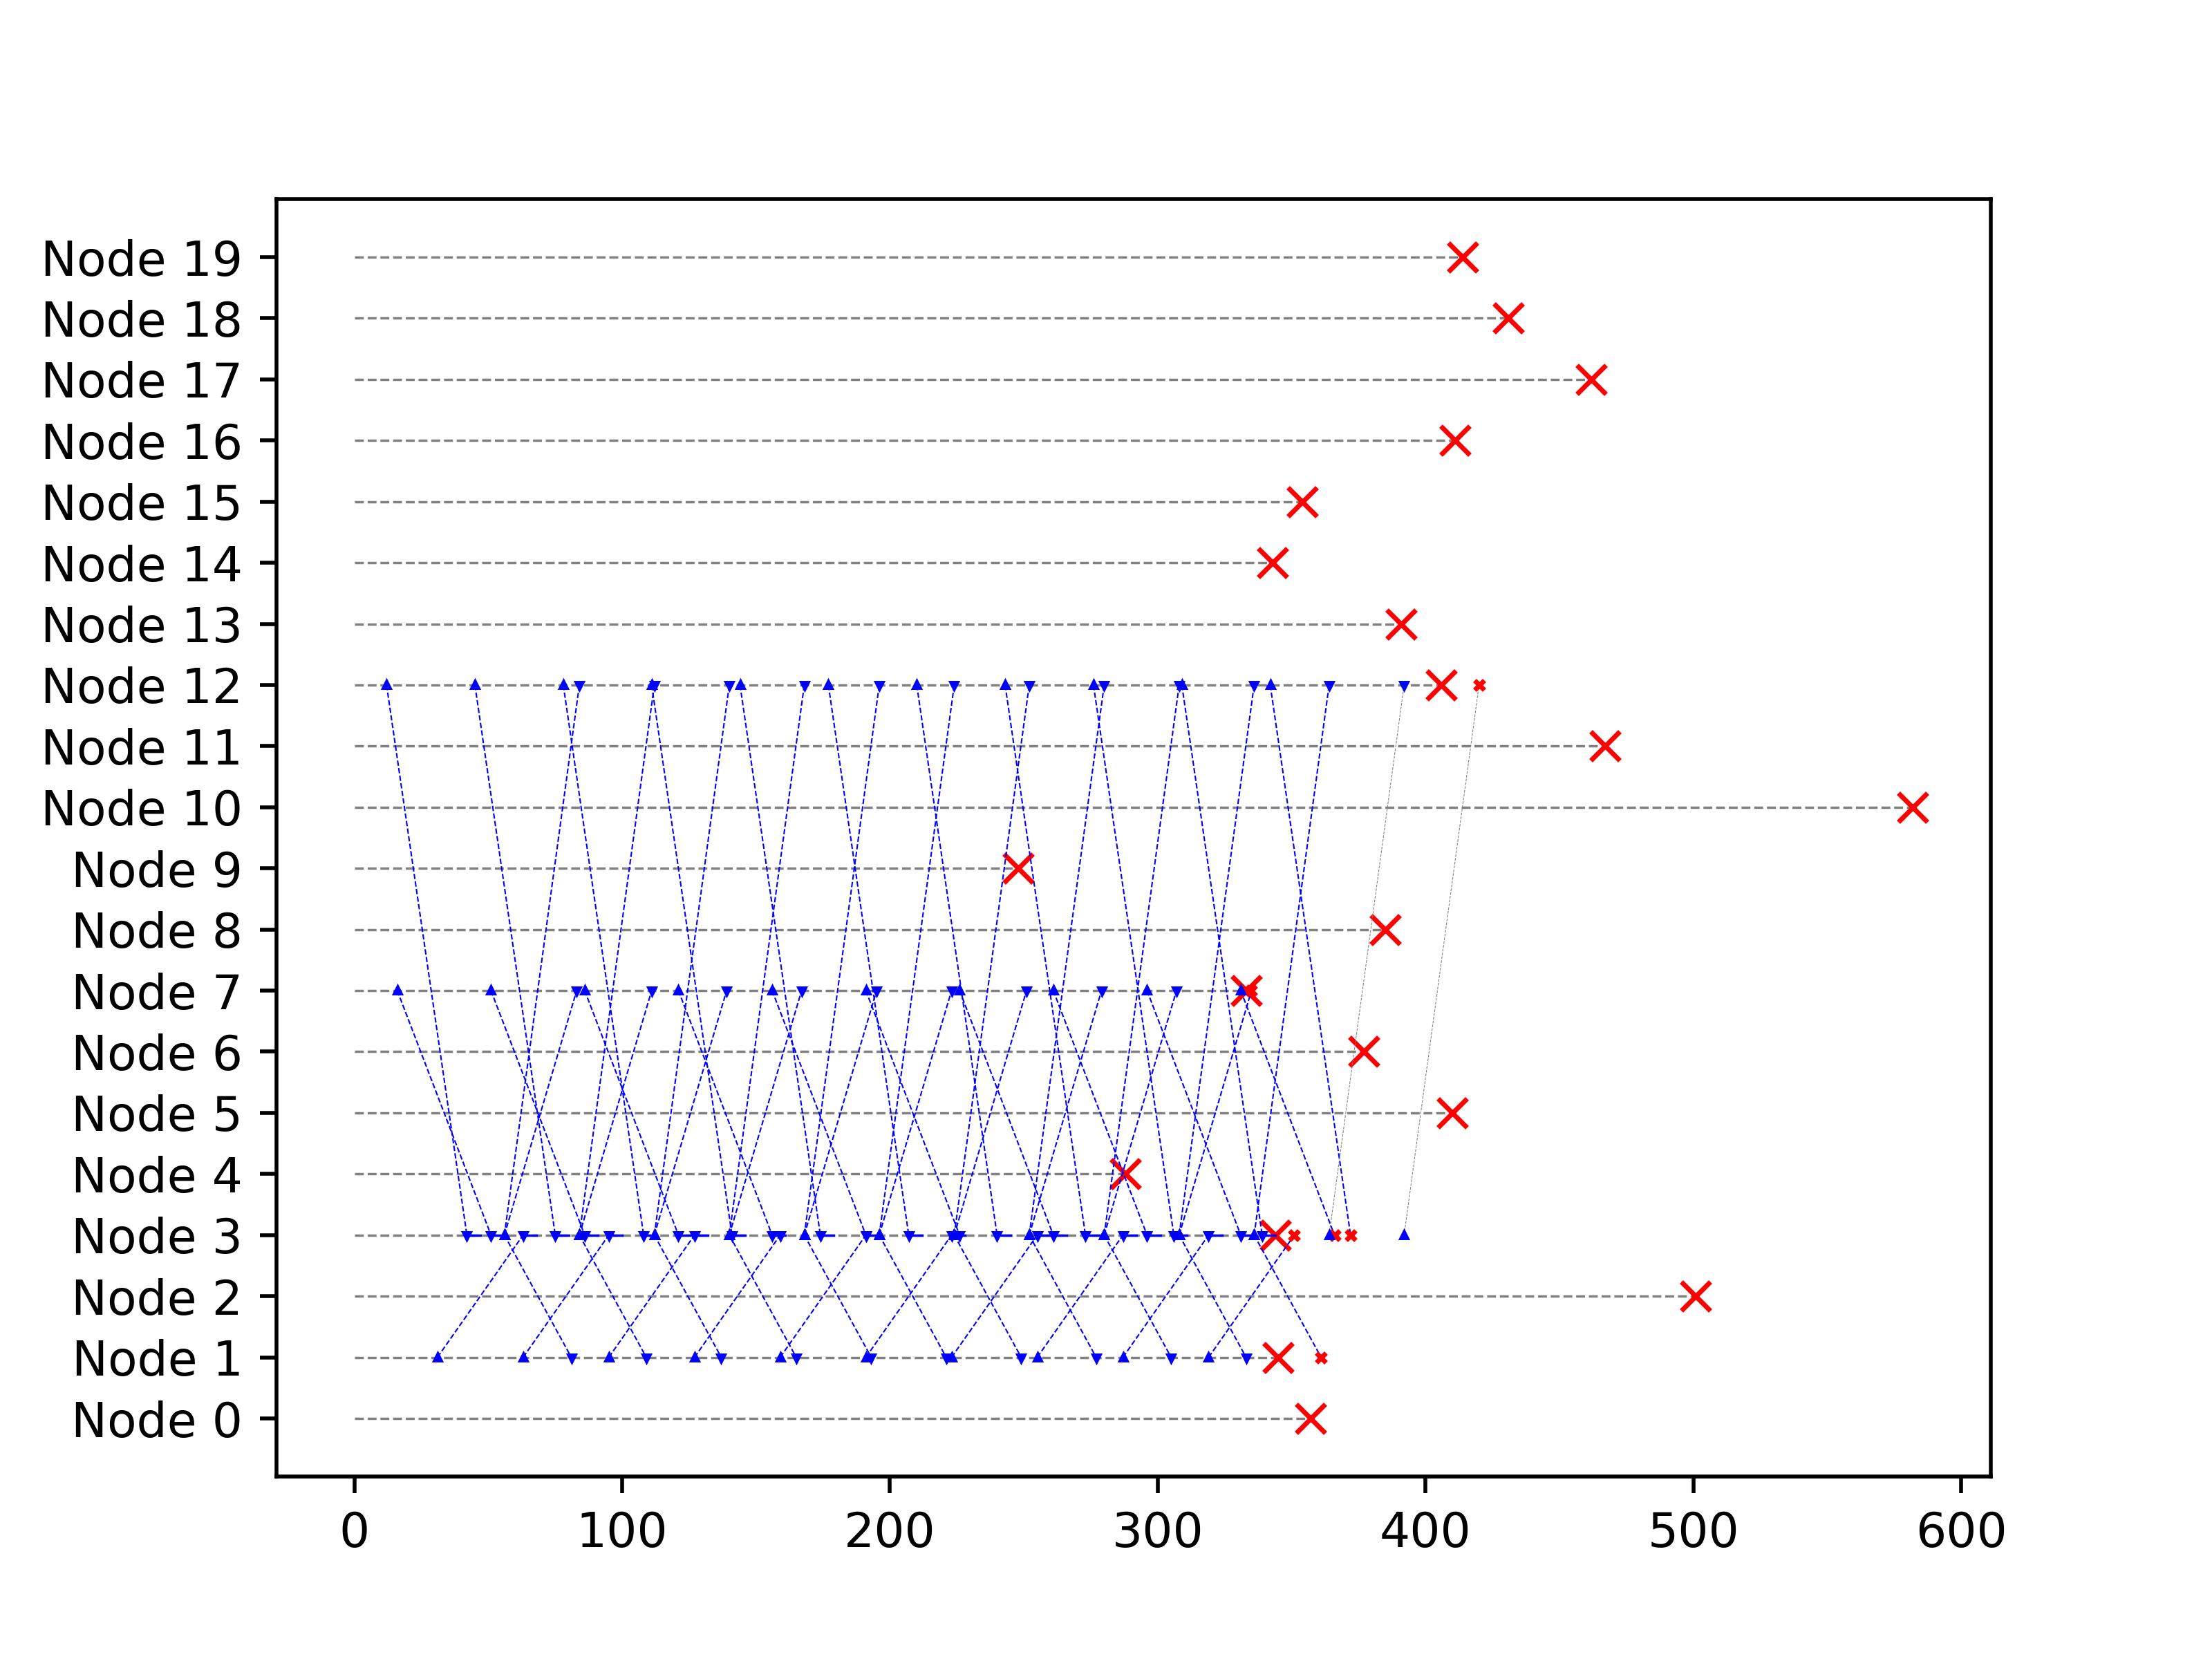 Node 19
Node 18
Node 17
Node 16
Node 15
Node 14
Node 13
Node 12
Node 11
Node 10
Node 9
Node 8
Node 7
Node 6
Node 5
Node 4
Node 3
Node 2
Node 1
Node 0
0 100 200 300 400 500 600